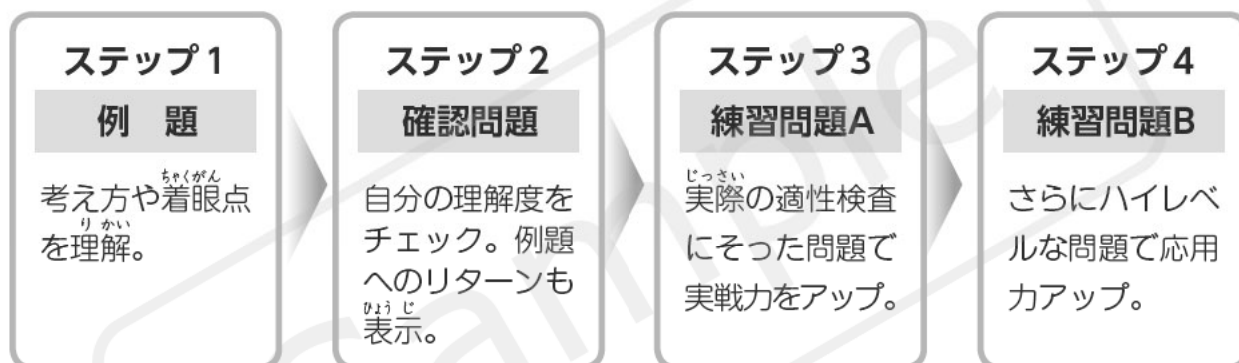 ステップ1
例 題
考え方や着眼点
ちゃくがん
を理解。
り かい
ステップ2
確認問題
自分の理解度を
チェック。例題
へのリターンも
表示。
ひょう じ
ステップ3
練習問題A
実際の適性検査
じっさい
にそった問題で
実戦力をアップ。
ステップ4
練習問題B
さらにハイレベ
ルな問題で応用
力アップ。
sample